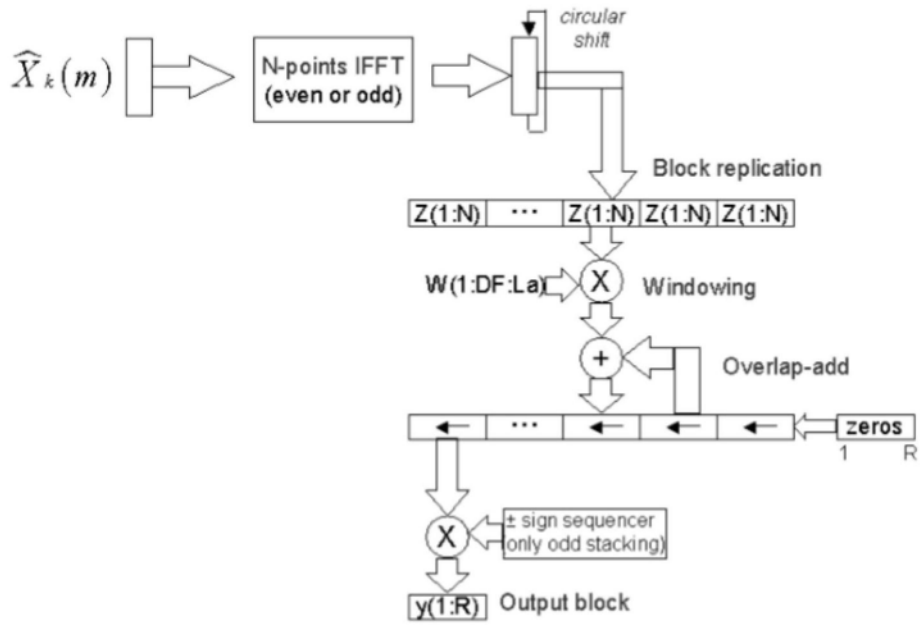 circular
shift
X̂ k(m)
N-points IFFT
(even or odd)
Block replication
Z(1:N) ... Z(1:N) Z(1:N) Z(1:N)
W(1:DF:La)
X
Windowing
+
Overlap-add
...
zeros
1 R
X
± sign sequencer
only odd stacking)
y(1:R)
Output block